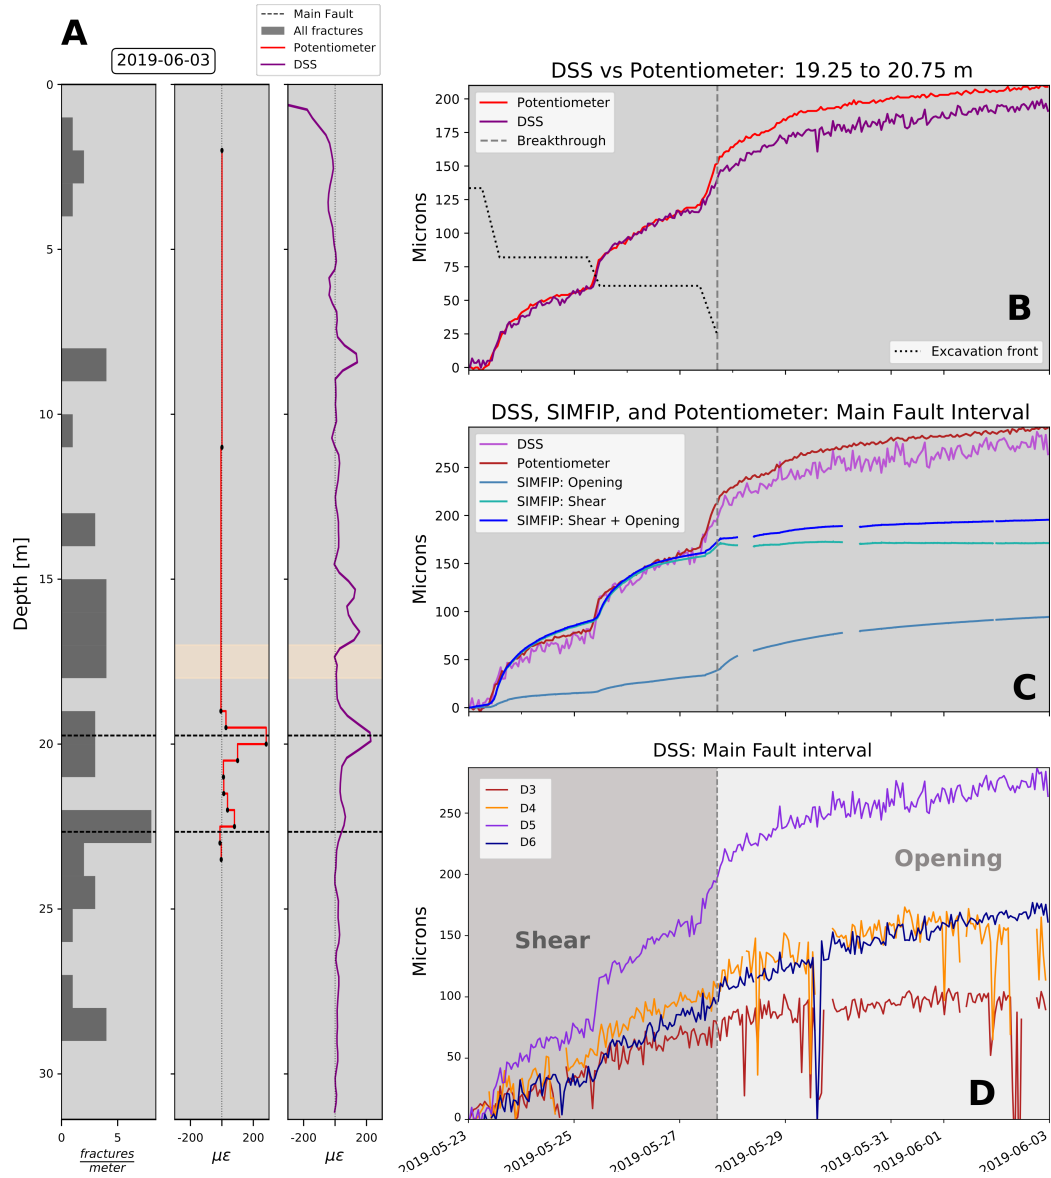 A
2019-06-03
Main Fault
All fractures
Potentiometer
DSS
Depth [m]
0
5
10
15
20
25
30
0 5
fractures
meter
-200 0 200
με
-200 0 200
με
DSS vs Potentiometer: 19.25 to 20.75 m
Microns
200
175
150
125
100
75
50
25
0
Potentiometer
DSS
Breakthrough
B
Excavation front
DSS, SIMFIP, and Potentiometer: Main Fault Interval
Microns
250
200
150
100
50
0
DSS
Potentiometer
SIMFIP: Opening
SIMFIP: Shear
SIMFIP: Shear + Opening
C
DSS: Main Fault interval
Microns
250
200
150
100
50
0
D3
D4
D5
D6
Opening
Shear
D
2019-05-23
2019-05-25
2019-05-27
2019-05-29
2019-05-31
2019-06-01
2019-06-03